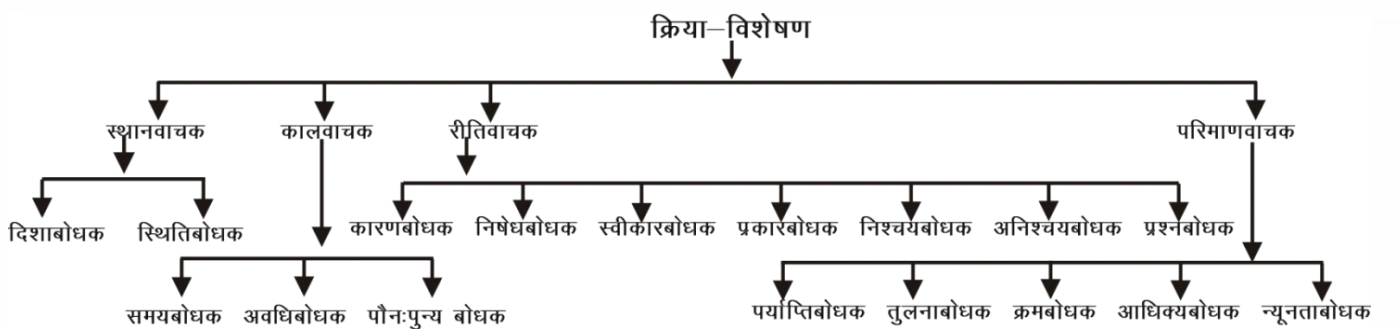 क्रिया–विशेषण
स्थानवाचक कालवाचक रीतिवाचक परिमाणवाचक
दिशाबोधक स्थितिबोधक कारणबोधक निषेधबोधक स्वीकारबोधक प्रकारबोधक निश्चयबोधक अनिश्चयबोधक प्रश्नबोधक
समयबोधक अवधिबोधक पौनःपुन्य बोधक पर्याप्तिबोधक तुलनाबोधक क्रमबोधक आधिक्यबोधक न्यूनताबोधक